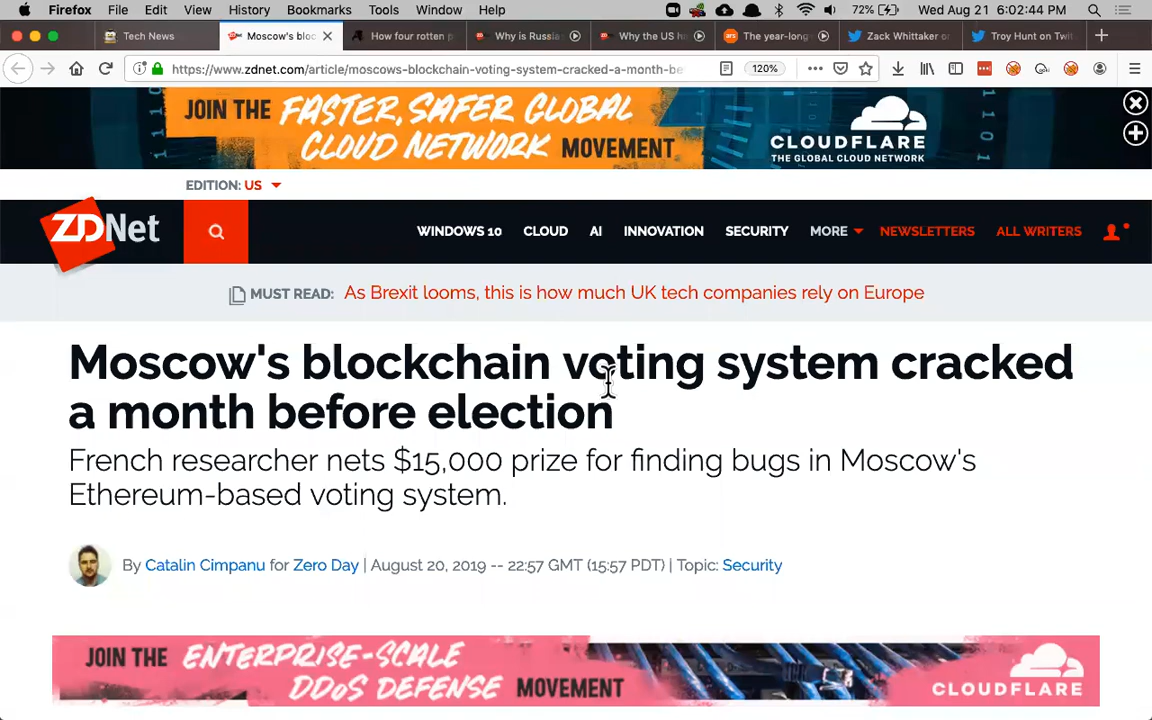 Firefox File Edit View History Bookmarks Tools Window Help 72% Wed Aug 21 6:02:44 PM
Tech News Moscow's bloc How four rotten p Why is Russia Why the US ha The year-long Zack Whittaker on Troy Hunt on Twit
https://www.zdnet.com/article/moscows-blockchain-voting-system-cracked-a-month-be 120%
JOIN THE FASTER, SAFER GLOBAL CLOUD NETWORK MOVEMENT
CLOUDFLARE
THE GLOBAL CLOUD NETWORK
EDITION: US
ZDNet WINDOWS 10 CLOUD AI INNOVATION SECURITY MORE NEWSLETTERS ALL WRITERS
MUST READ: As Brexit looms, this is how much UK tech companies rely on Europe
Moscow's blockchain voting system cracked
a month before election
French researcher nets $15,000 prize for finding bugs in Moscow's
Ethereum-based voting system.
By Catalin Cimpanu for Zero Day | August 20, 2019 -- 22:57 GMT (15:57 PDT) | Topic: Security
JOIN THE ENTERPRISE-SCALE
DDoS DEFENSE MOVEMENT
CLOUDFLARE